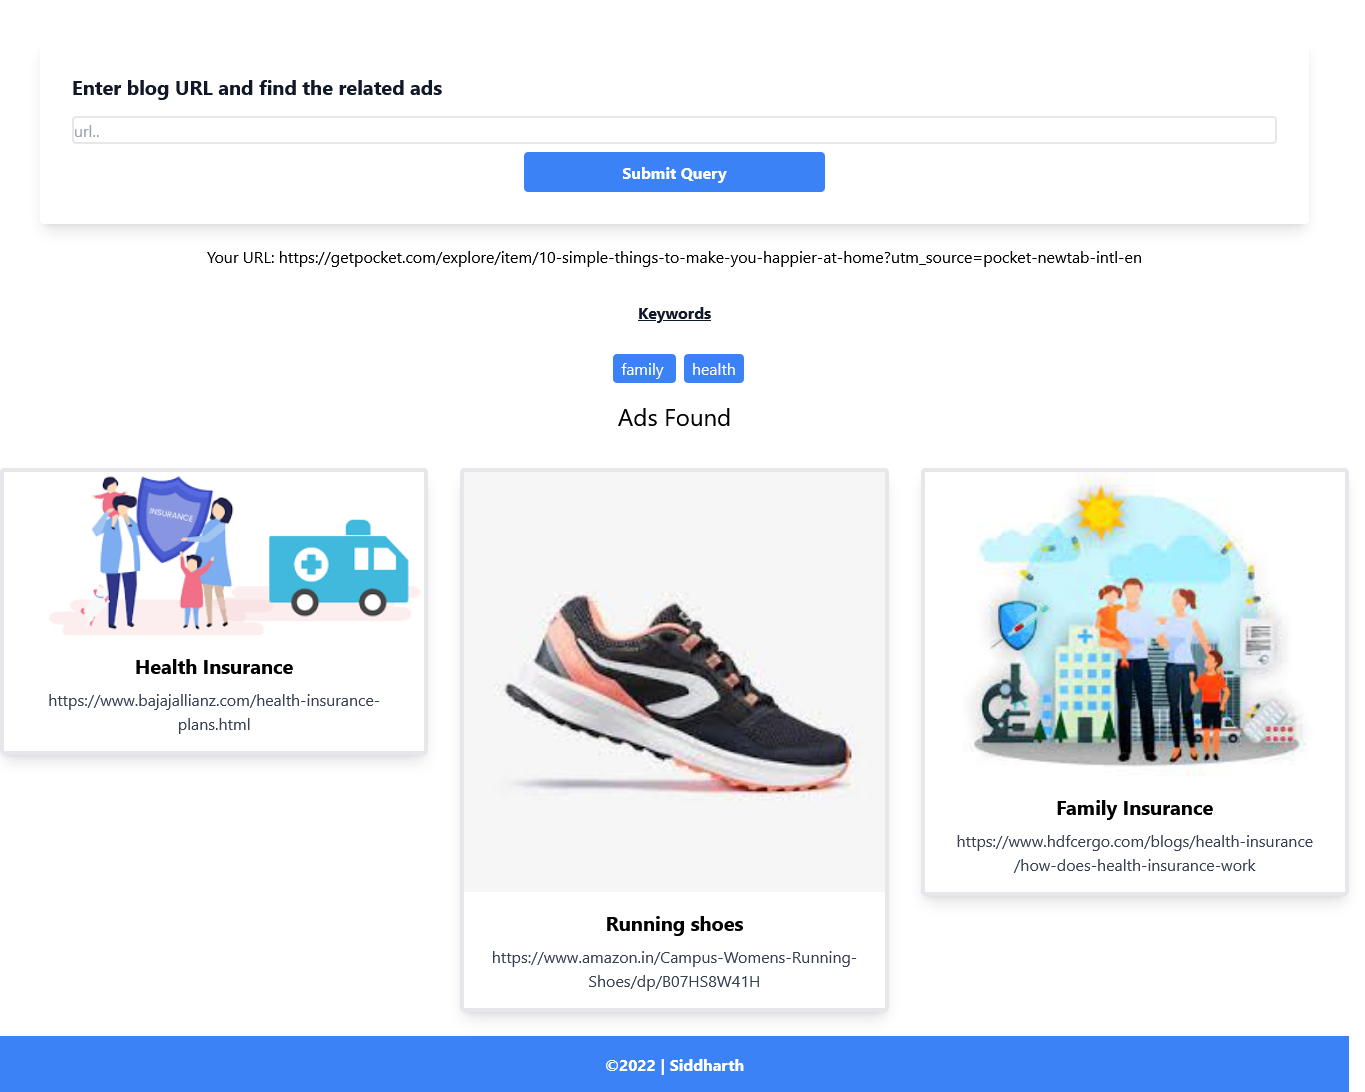 Enter blog URL and find the related ads
url..
Submit Query
Your URL: https://getpocket.com/explore/item/10-simple-things-to-make-you-happier-at-home?utm_source=pocket-newtab-intl-en
Keywords
family
health
Ads Found
INSURANCE
Health Insurance
https://www.bajajallianz.com/health-insurance-
plans.html
Running shoes
https://www.amazon.in/Campus-Womens-Running-
Shoes/dp/B07HS8W41H
Family Insurance
https://www.hdfcergo.com/blogs/health-insurance
/how-does-health-insurance-work
©2022 | Siddharth